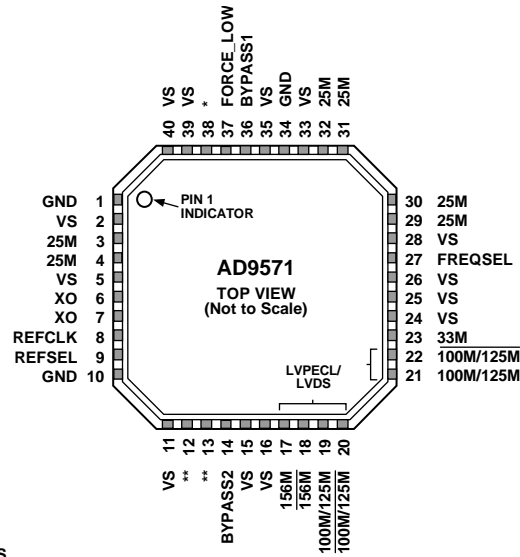 40 VS
39 VS
38 *
37 FORCE_LOW
36 BYPASS1
35 VS
34 GND
33 VS
32 25M
31 25M
GND 1
VS 2
25M 3
25M 4
VS 5
XO 6
XO 7
REFCLK 8
REFSEL 9
GND 10
PIN 1
INDICATOR
AD9571
TOP VIEW
(Not to Scale)
LVPECL/
LVDS
30 25M
29 25M
28 VS
27 FREQSEL
26 VS
25 VS
24 VS
23 33M
22 100M/125M
21 100M/125M
VS 11
** 12
** 13
BYPASS2 14
VS 15
VS 16
156M 17
156M 18
100M/125M 19
100M/125M 20